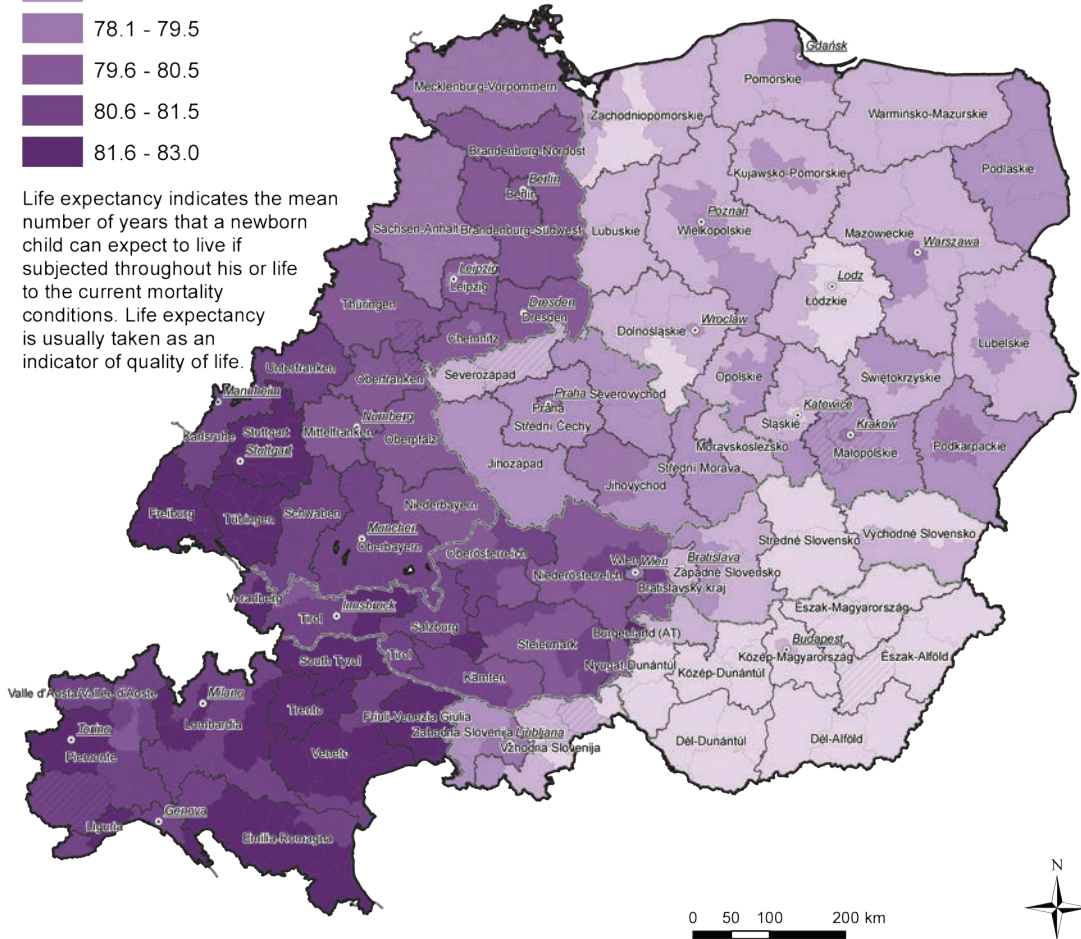 78.1 - 79.5
79.6 - 80.5
80.6 - 81.5
81.6 - 83.0
Life expectancy indicates the mean
number of years that a newborn
child can expect to live if
subjected throughout his or life
to the current mortality
conditions. Life expectancy
is usually taken as an
indicator of quality of life.
Gdańsk
Pomorskie
Mecklenburg-Vorpommern
Zachodniopomorskie
Warmińsko-Mazurskie
Brandenburg-Nordost
Podlaskie
Kujawsko-Pomorskie
Berlin
Berlin
Poznań
Wielkopolskie
Sachsen-Anhalt
Brandenburg-Südwest
Lubuskie
Mazowieckie
Warszawa
Leipzig
Leipzig
Lodz
Łódzkie
Thüringen
Dresden
Dresden
Wroclaw
Dolnośląskie
Chemnitz
Lubelskie
Unterfranken
Oberfranken
Severozápad
Opolskie
Świętokrzyskie
Mannheim
Praha
Severovychod
Praha
Katowice
Śląskie
Nürnberg
Střední Čechy
Kraków
Karlsruhe
Stuttgart
Mittelfranken
Oberpfalz
Moravskoslezsko
Małopolskie
Podkarpackie
Stuttgart
Jihozápad
Střední Morava
Jihovychod
Freiburg
Tübingen
Schwaben
Niederbayern
München
Oberbayern
Stredné Slovensko
Východné Slovensko
Oberösterreich
Wien
Wien
Bratislava
Niederösterreich
Západné Slovensko
Bratislavský kraj
Voralberg
Innsbruck
Tirol
Észak-Magyarország
Salzburg
Burgenland (AT)
Steiermark
Budapest
Tirol
South Tyrol
Nyugat-Dunántúl
Közép-Magyarország
Észak-Alföld
Közép-Dunántúl
Kärnten
Valle d'Aosta/Vallée d'Aoste
Milano
Trento
Lombardia
Friuli-Venezia Giulia
Torino
Zahodna Slovenija
Ljubljana
Vzhodna Slovenija
Dél-Dunántúl
Dél-Alföld
Piemonte
Veneto
Genova
Liguria
Emilia-Romagna
N
0 50 100 200 km